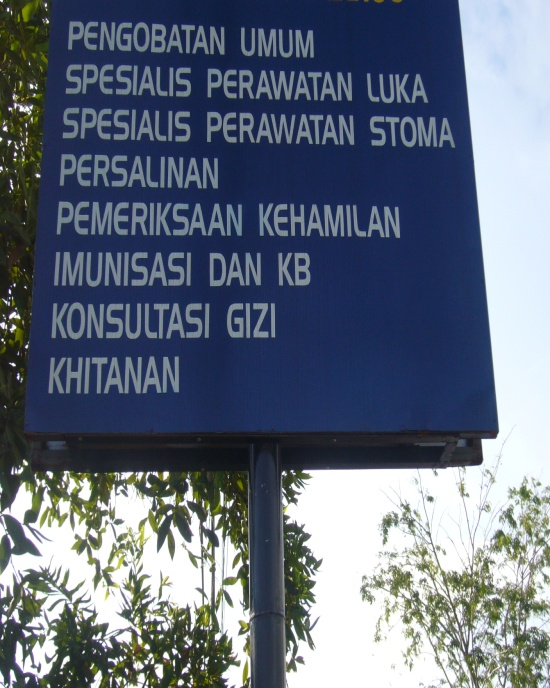 PENGOBATAN UMUM
SPESIALIS PERAWATAN LUKA
SPESIALIS PERAWATAN STOMA
PERSALINAN
PEMERIKSAAN KEHAMILAN
IMUNISASI DAN KB
KONSULTASI GIZI
KHITANAN